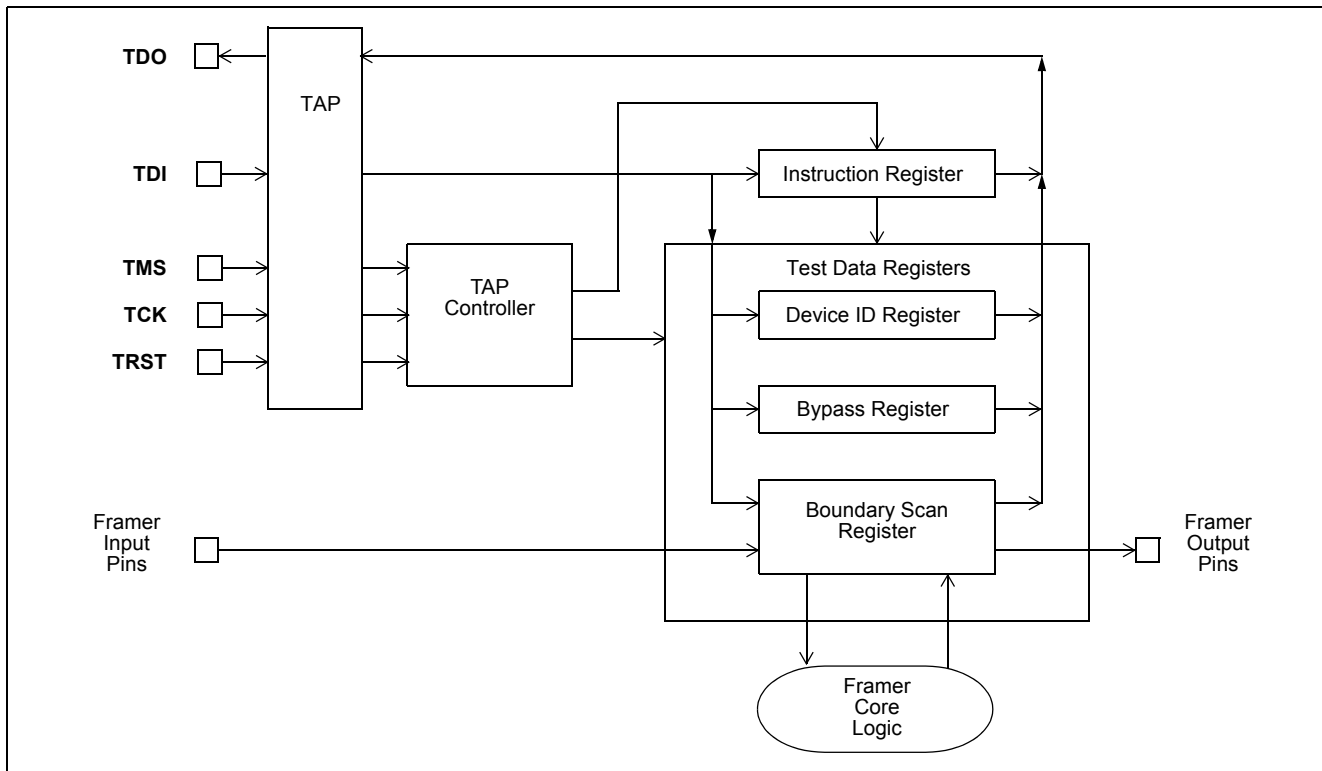 TDO
TAP
TDI
Instruction Register
TMS
TCK
TRST
TAP
Controller
Test Data Registers
Device ID Register
Bypass Register
Boundary Scan
Register
Framer
Input
Pins
Framer
Output
Pins
Framer
Core
Logic